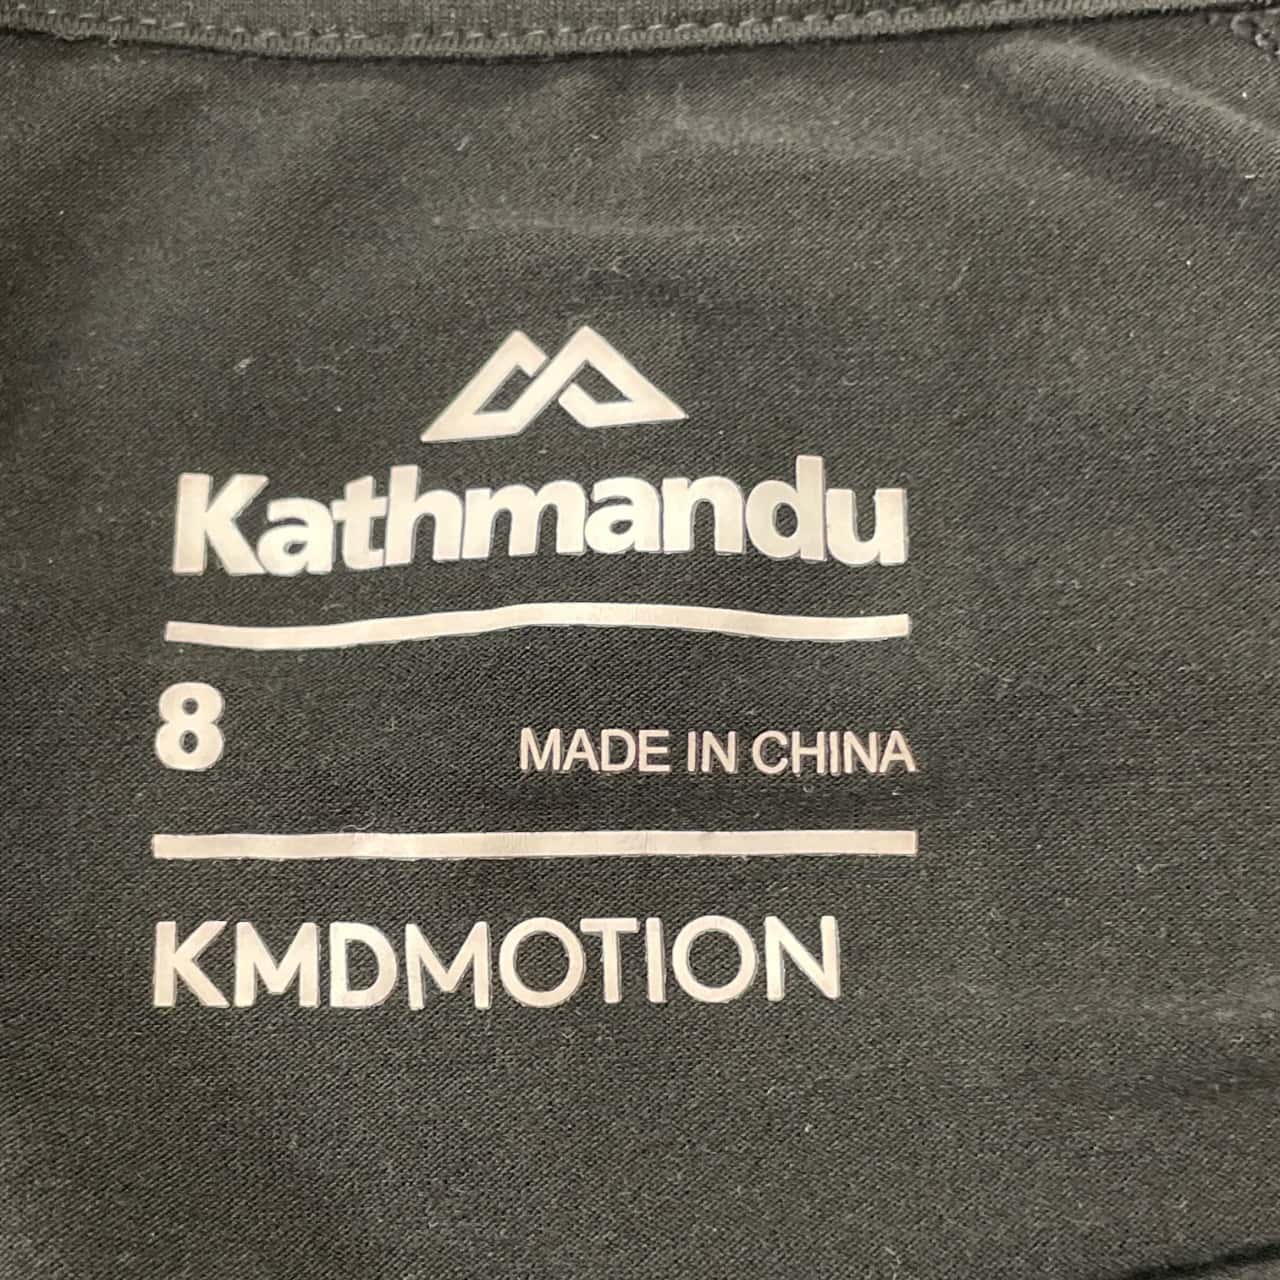 Kathmandu
8
MADE IN CHINA
KMDMOTION